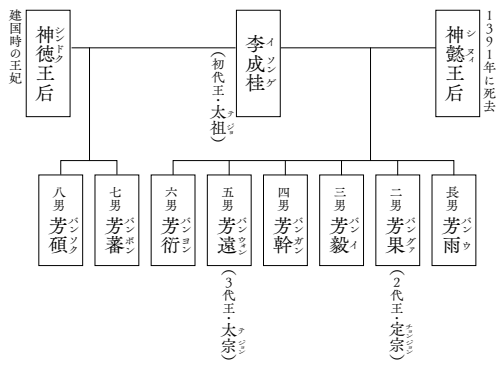 1391年に死去
神懿王后
シヌィ
李成桂
イソンゲ
(初代王・太祖)
テジョ
神徳王后
シンドク
建国時の王妃
長男 芳雨
バンウ
二男 芳果
バングァ
(2代王・定宗)
チョンジョン
三男 芳毅
バンイ
四男 芳幹
バンガン
五男 芳遠
バンウォン
(3代王・太宗)
テジョン
六男 芳衍
バンヨン
七男 芳蕃
バンボン
八男 芳碩
バンソク